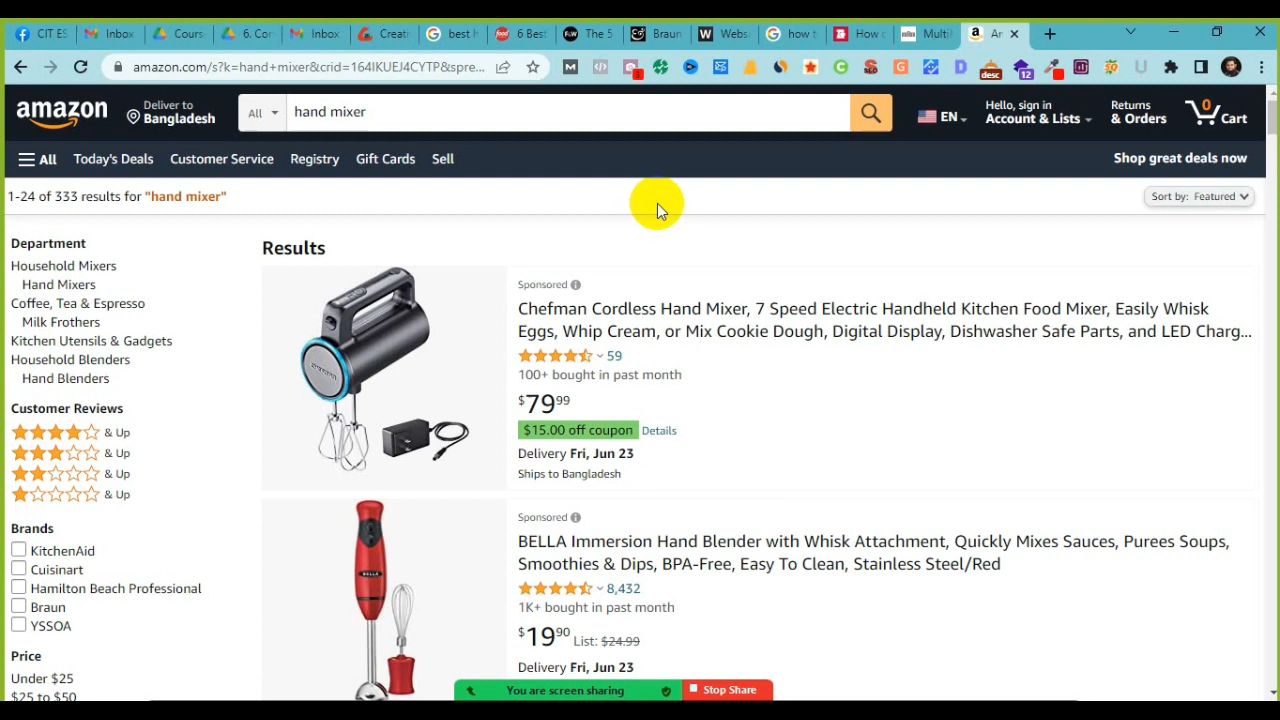 CIT ES
Inbox
Cours
6. Cor
Inbox
Creati
best H
6 Best
The 5
Braun
Webs
how t
How c
Multi
Ar
amazon.com/s?k=hand+mixer&crid=164IKUEJ4CYTP&spre...
desc
12
amazon
Deliver to
Bangladesh
All
hand mixer
EN
Hello, sign in
Account & Lists
Returns
& Orders
0
Cart
All
Today's Deals
Customer Service
Registry
Gift Cards
Sell
Shop great deals now
1-24 of 333 results for "hand mixer"
Sort by: Featured
Department
Household Mixers
Hand Mixers
Coffee, Tea & Espresso
Milk Frothers
Kitchen Utensils & Gadgets
Household Blenders
Hand Blenders
Customer Reviews
& Up
& Up
& Up
& Up
Brands
KitchenAid
Cuisinart
Hamilton Beach Professional
Braun
YSSOA
Price
Under $25
$25 to $50
Results
Sponsored
Chefman Cordless Hand Mixer, 7 Speed Electric Handheld Kitchen Food Mixer, Easily Whisk
Eggs, Whip Cream, or Mix Cookie Dough, Digital Display, Dishwasher Safe Parts, and LED Charg...
59
100+ bought in past month
$79.99
$15.00 off coupon Details
Delivery Fri, Jun 23
Ships to Bangladesh
BELLA
Sponsored
BELLA Immersion Hand Blender with Whisk Attachment, Quickly Mixes Sauces, Purees Soups,
Smoothies & Dips, BPA-Free, Easy To Clean, Stainless Steel/Red
8,432
1K+ bought in past month
$19.90 List: $24.99
Delivery Fri, Jun 23
You are screen sharing
Stop Share